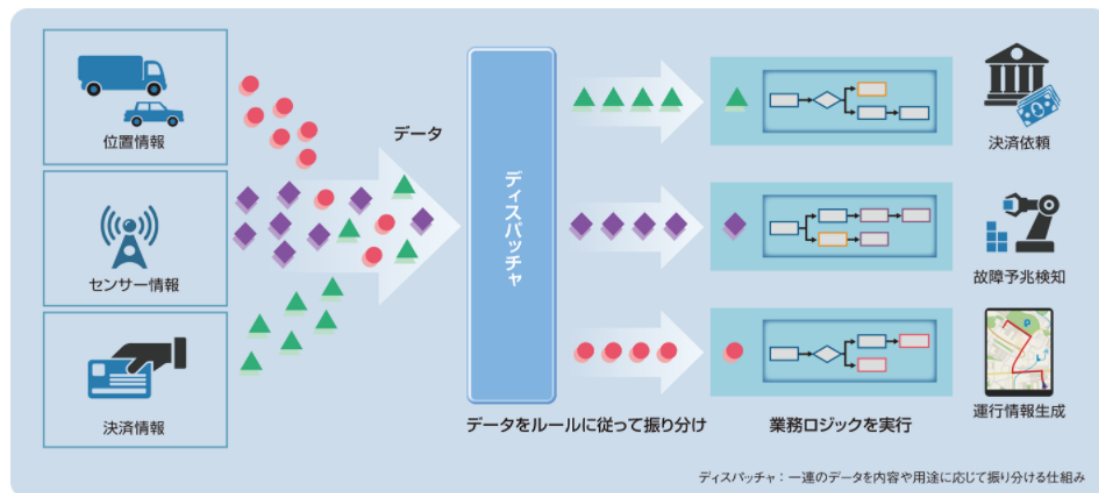 位置情報
センサー情報
決済情報
データ
ディスパッチャ
データをルールに従って振り分け
業務ロジックを実行
決済依頼
故障予兆検知
P
運行情報生成
ディスパッチャ：一連のデータを内容や用途に応じて振り分ける仕組み